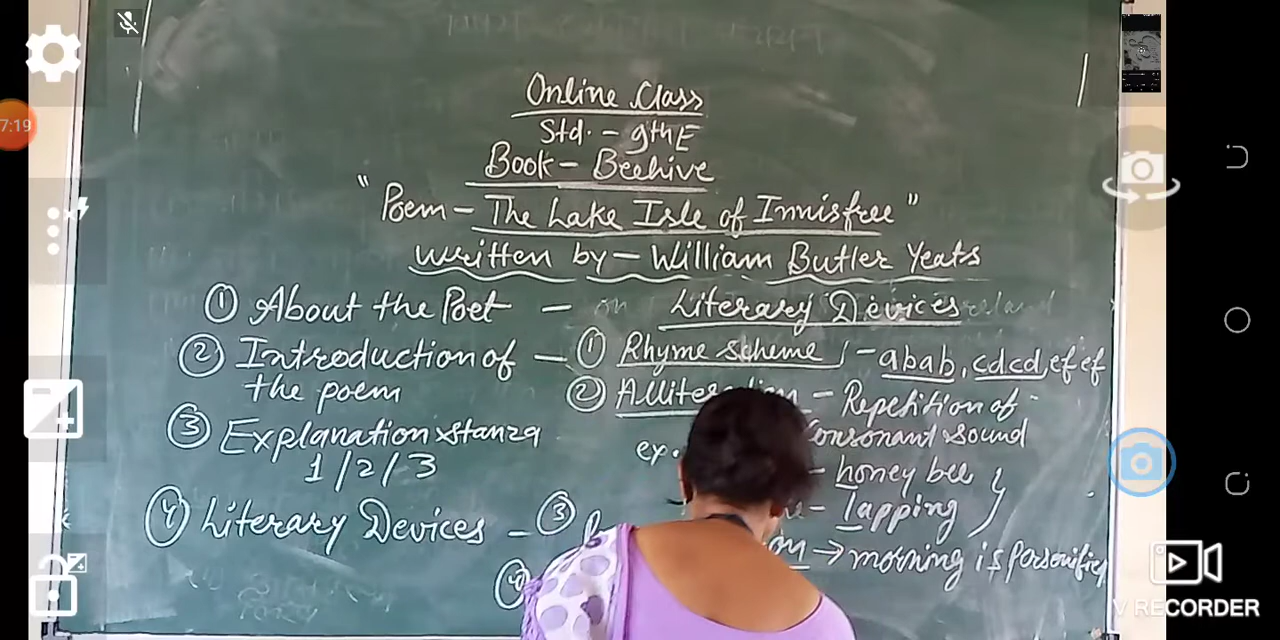 Online Class
Std. - 9th E
Book - Beehive
"Poem - The Lake Isle of Innisfree"
Written by - William Butler Yeats
① About the Poet -
Literary Devices
② Introduction of the poem -
① Rhyme scheme - abab, cdcd, ef ef
② - Repetition of
consonant sound
③ Explanation stanza
1/2/3
ex.
- honey bee
- lapping
④ Literary Devices -
③
→ morning is personified
④
7:19
V RECORDER